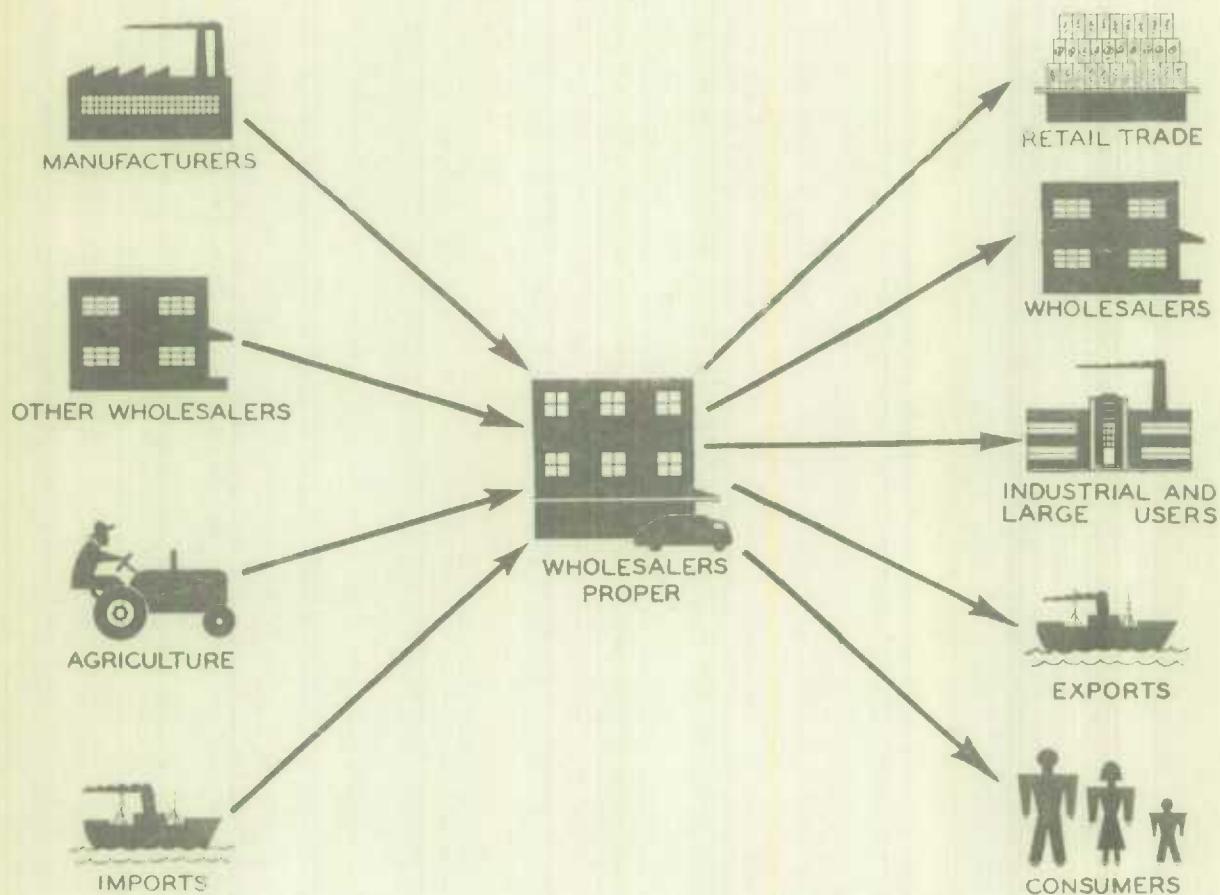 MANUFACTURERS
OTHER WHOLESALERS
AGRICULTURE
IMPORTS
WHOLESALERS
PROPER
RETAIL TRADE
WHOLESALERS
INDUSTRIAL AND
LARGE USERS
EXPORTS
CONSUMERS